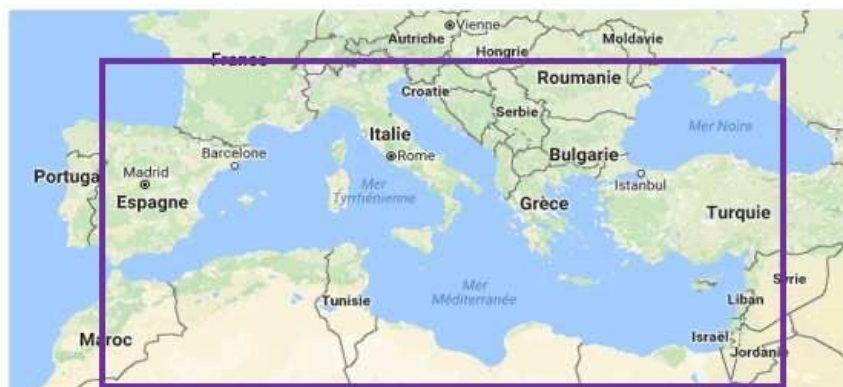 Vienne
Autriche
Moldavie
Hongrie
France
Roumanie
Croatie
Serbie
Mer Noire
Italie
Barcelone
Rome
Bulgarie
Portuga
Madrid
Istanbul
Mer
Tyrrhénienne
Espagne
Grèce
Turquie
Syrie
Mer
Méditerranée
Tunisie
Liban
Maroc
Israël
Jordanie